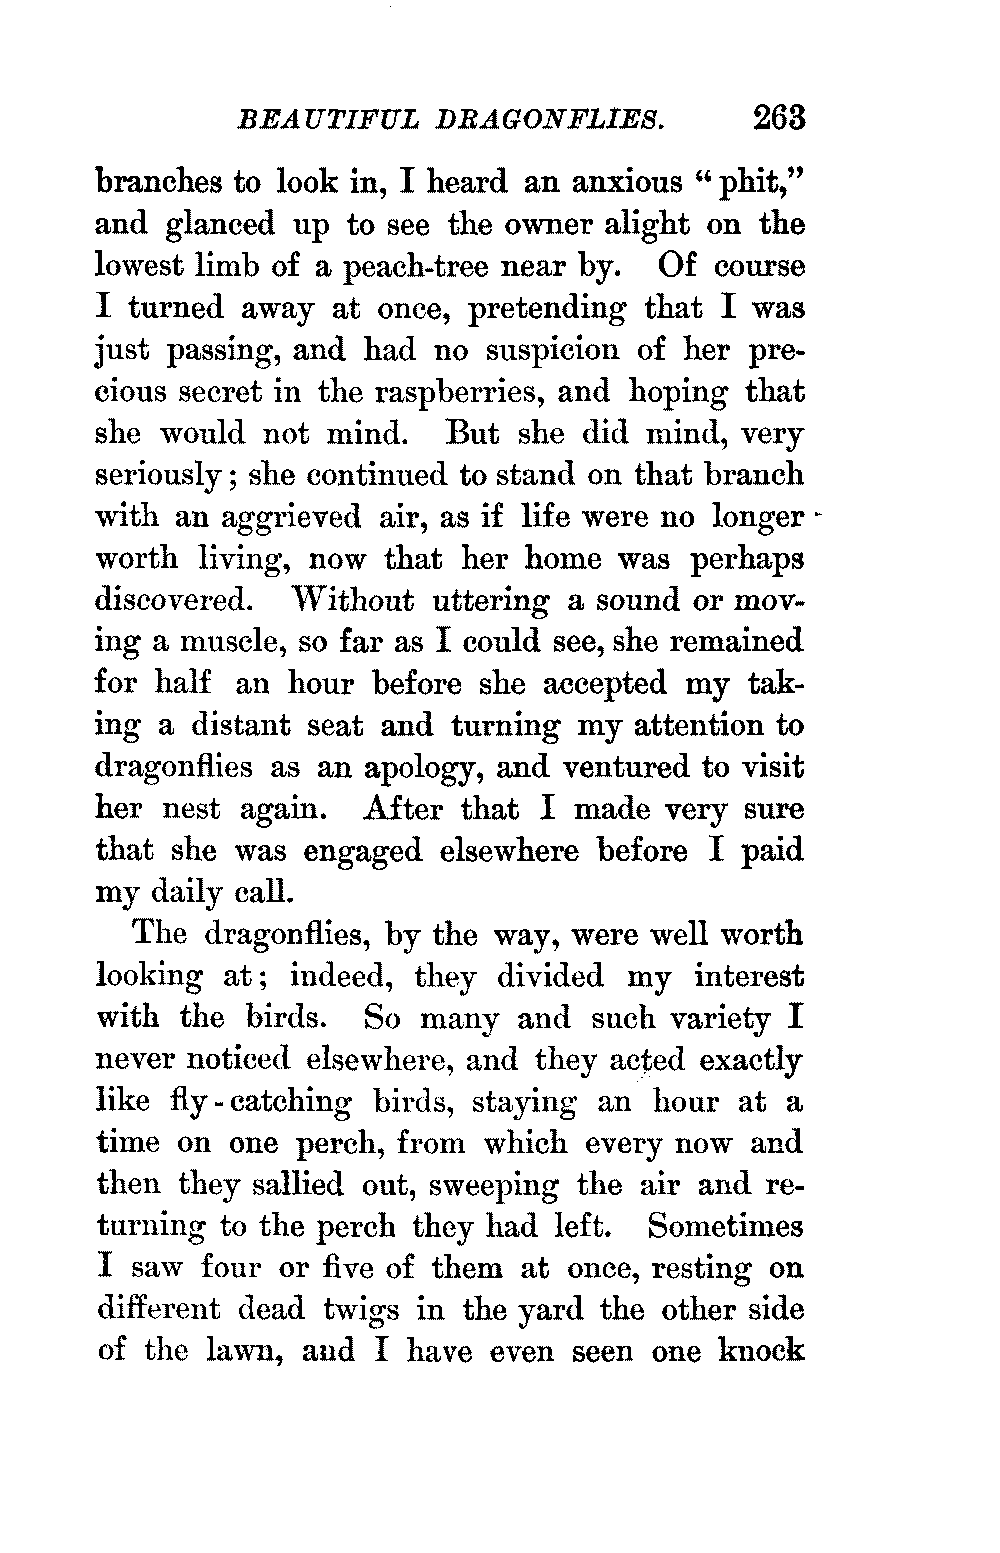 BEAUTIFUL DRAGONFLIES. 263
branches to look in, I heard an anxious “phit,”
and glanced up to see the owner alight on the
lowest limb of a peach-tree near by. Of course
I turned away at once, pretending that I was
just passing, and had no suspicion of her pre-
cious secret in the raspberries, and hoping that
she would not mind. But she did mind, very
seriously; she continued to stand on that branch
with an aggrieved air, as if life were no longer
worth living, now that her home was perhaps
discovered. Without uttering a sound or mov-
ing a muscle, so far as I could see, she remained
for half an hour before she accepted my tak-
ing a distant seat and turning my attention to
dragonflies as an apology, and ventured to visit
her nest again. After that I made very sure
that she was engaged elsewhere before I paid
my daily call.
The dragonflies, by the way, were well worth
looking at; indeed, they divided my interest
with the birds. So many and such variety I
never noticed elsewhere, and they acted exactly
like fly-catching birds, staying an hour at a
time on one perch, from which every now and
then they sallied out, sweeping the air and re-
turning to the perch they had left. Sometimes
I saw four or five of them at once, resting on
different dead twigs in the yard the other side
of the lawn, and I have even seen one knock